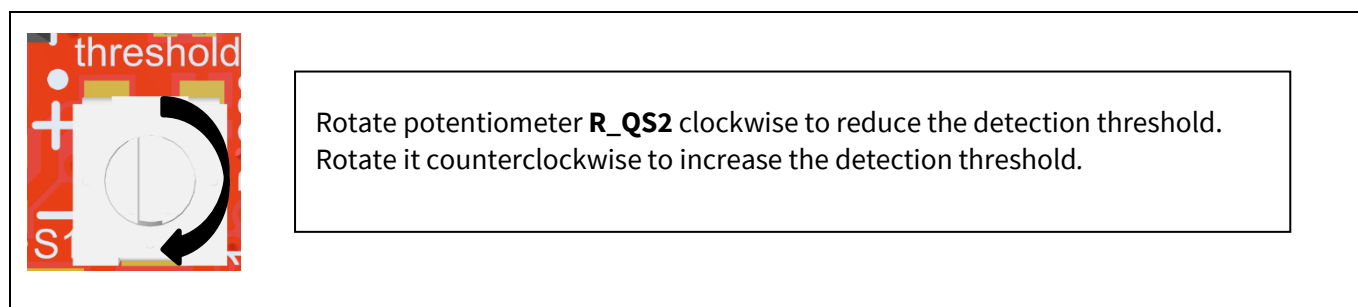 threshold
+
−
S1
Rotate potentiometer R_QS2 clockwise to reduce the detection threshold.
Rotate it counterclockwise to increase the detection threshold.